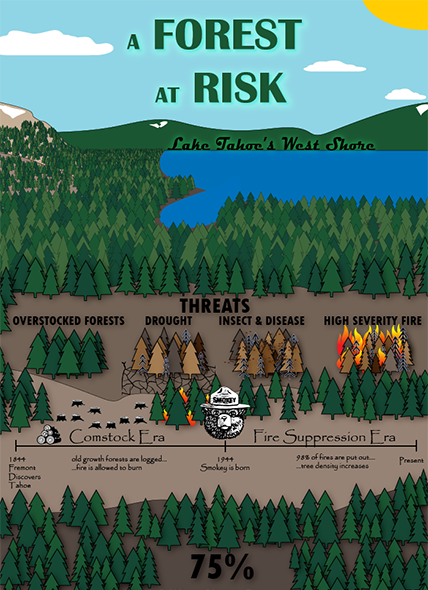 A FOREST
AT RISK
Lake Tahoe's West Shore
THREATS
OVERSTOCKED FORESTS
DROUGHT
INSECT & DISEASE
HIGH SEVERITY FIRE
SMOKEY
Comstock Era
Fire Suppression Era
1844
Fremont
Discovers
Tahoe
old growth forests are logged...
...fire is allowed to burn
1944
Smokey is born
98% of fires are put out....
...tree density increases
Present
75%